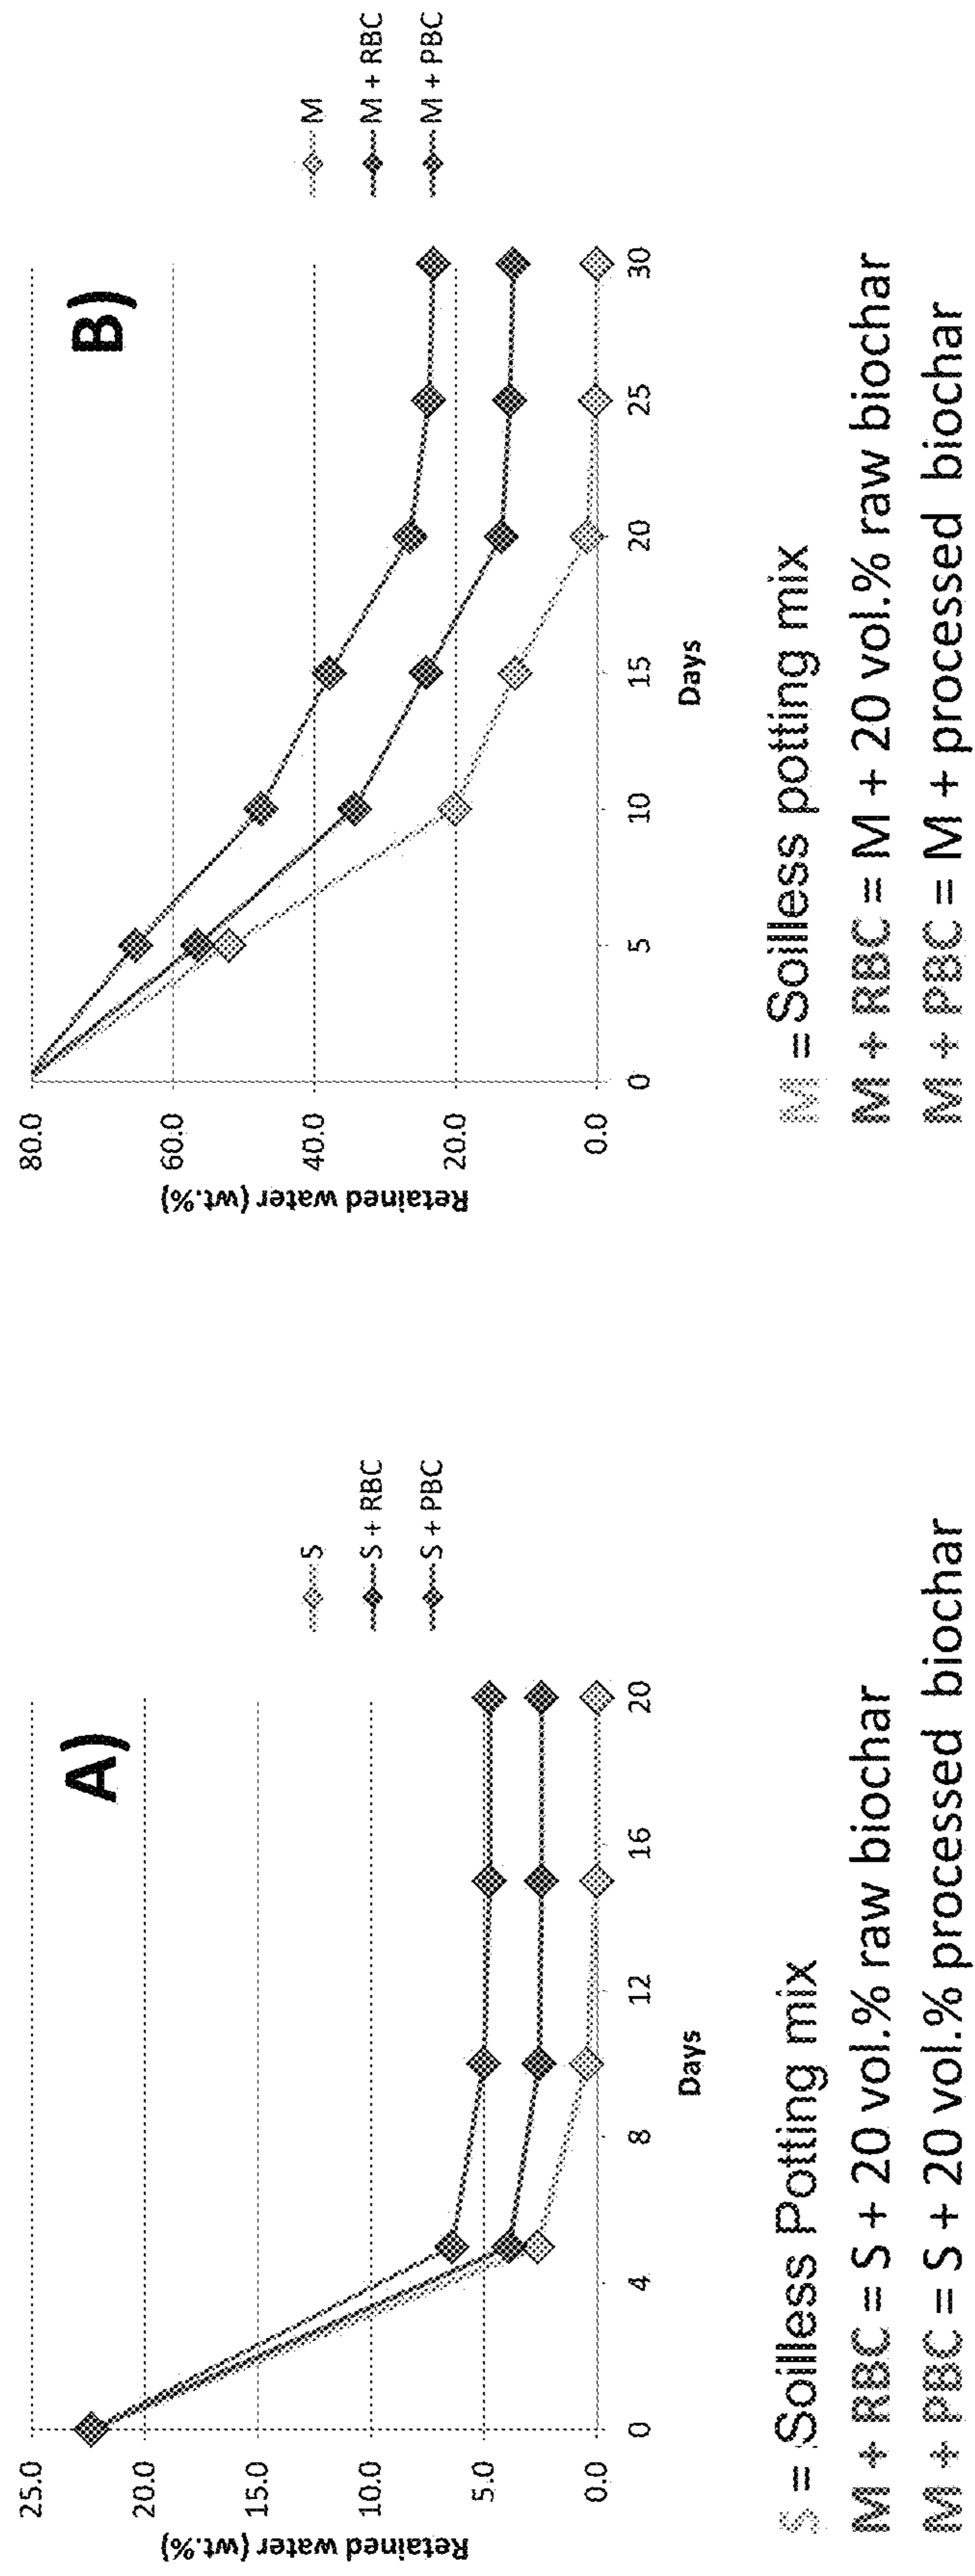 A)
Retained water (wt.%)
25.0
20.0
15.0
10.0
5.0
0.0
0 4 8 12 16 20
Days
S
S + RBC
S + PBC
S = Soilless Potting mix
M + RBC = S + 20 vol.% raw biochar
M + PBC = S + 20 vol.% processed biochar
B)
Retained water (wt.%)
80.0
60.0
40.0
20.0
0.0
0 5 10 15 20 25 30
Days
M
M + RBC
M + PBC
M = Soilless potting mix
M + RBC = M + 20 vol.% raw biochar
M + PBC = M + processed biochar